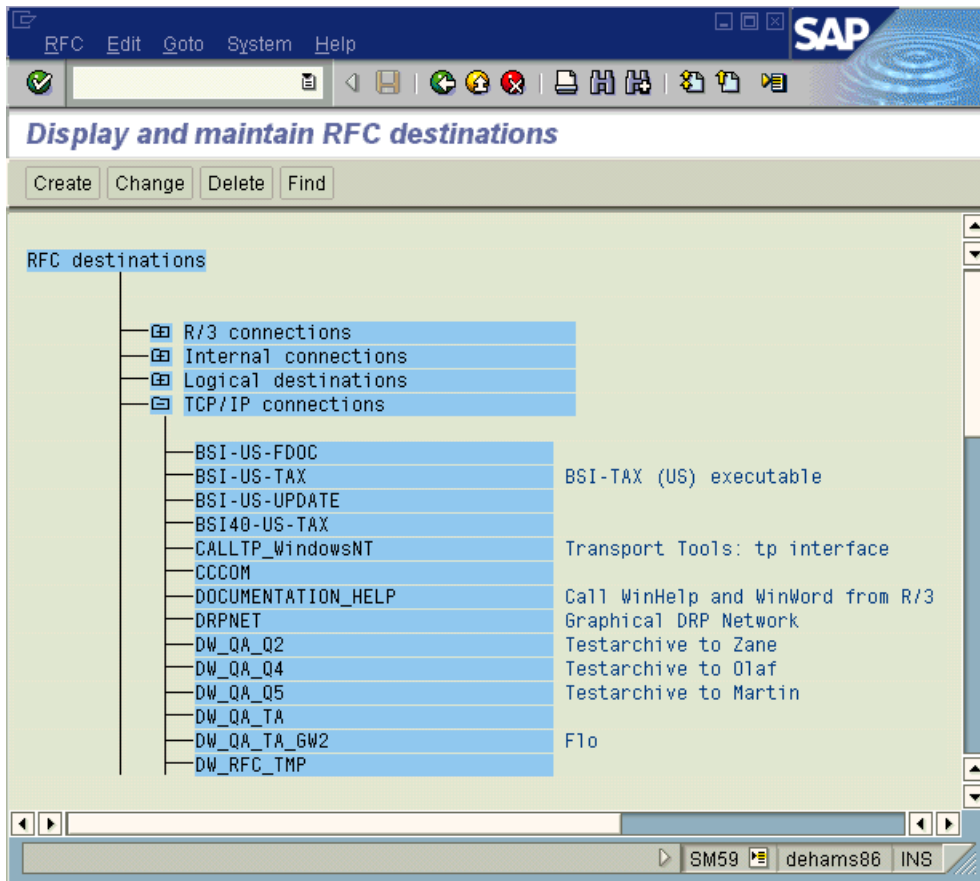 RFC Edit Goto System Help
SAP
Display and maintain RFC destinations
Create Change Delete Find
RFC destinations
R/3 connections
Internal connections
Logical destinations
TCP/IP connections
BSI-US-FDOC
BSI-US-TAX BSI-TAX (US) executable
BSI-US-UPDATE
BSI40-US-TAX
CALLTP_WindowsNT Transport Tools: tp interface
CCCOM
DOCUMENTATION_HELP Call WinHelp and WinWord from R/3
DRPNET Graphical DRP Network
DW_QA_Q2 Testarchive to Zane
DW_QA_Q4 Testarchive to Olaf
DW_QA_Q5 Testarchive to Martin
DW_QA_TA
DW_QA_TA_GW2 Flo
DW_RFC_TMP
SM59 dehams86 INS